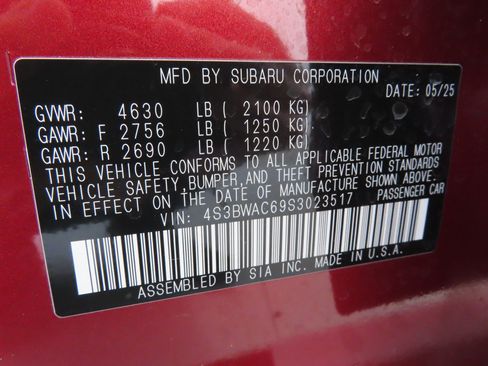 MFD BY SUBARU CORPORATION
DATE: 05/25
GVWR: 4630 LB ( 2100 KG)
GAWR: F 2756 LB ( 1250 KG)
GAWR: R 2690 LB ( 1220 KG)
THIS VEHICLE CONFORMS TO ALL APPLICABLE FEDERAL MOTOR
VEHICLE SAFETY, BUMPER, AND THEFT PREVENTION STANDARDS
IN EFFECT ON THE DATE OF MANUFACTURE SHOWN ABOVE.
VIN: 4S3BWAC69S3023517 PASSENGER CAR
ASSEMBLED BY SIA INC. MADE IN U.S.A.